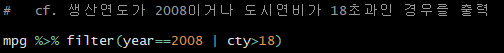 #   cf. 생산연도가 2008이거나 도시연비가 18초과인 경우를 출력
mpg %>% filter(year==2008 | cty>18)